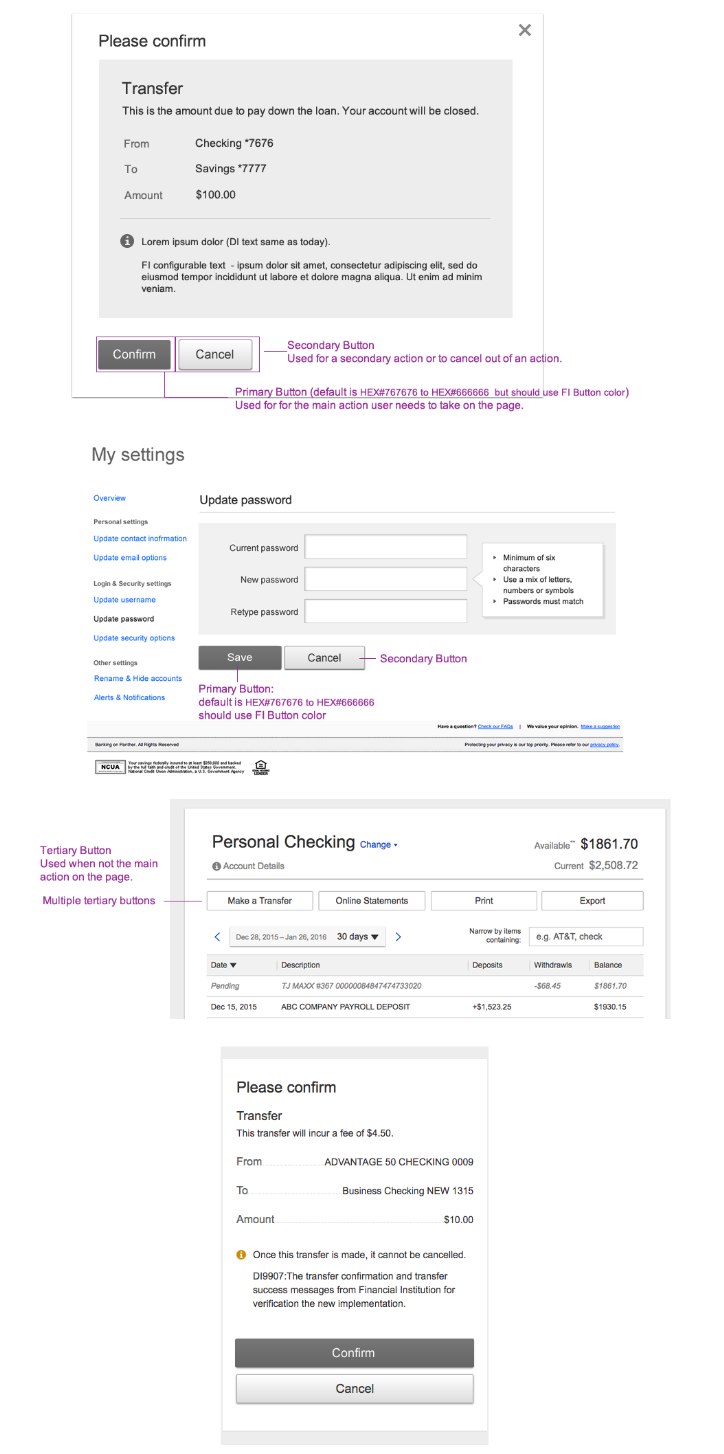 Please confirm
Transfer
This is the amount due to pay down the loan. Your account will be closed.
From Checking *7676
To Savings *7777
Amount $100.00
Lorem ipsum dolor (DI text same as today).
FI configurable text - ipsum dolor sit amet, consectetur adipiscing elit, sed do
eiusmod tempor incididunt ut labore et dolore magna aliqua. Ut enim ad minim
veniam.
Confirm Cancel
Secondary Button
Used for a secondary action or to cancel out of an action.
Primary Button (default is HEX#767676 to HEX#666666 but should use FI Button color)
Used for for the main action user needs to take on the page.
My settings
Overview
Personal settings
Update contact inofrmation
Update email options
Login & Security settings
Update username
Update password
Update security options
Other settings
Rename & Hide accounts
Alerts & Notifications
Update password
Current password
New password
Retype password
Minimum of six
characters
Use a mix of letters,
numbers or symbols
Passwords must match
Save Cancel
Secondary Button
Primary Button:
default is HEX#767676 to HEX#666666
should use FI Button color
Have a question? Check our FAQs | We value your opinion. Make a suggestion
Banking on Panther. All Rights Reserved
Protecting your privacy is our top priority. Please refer to our privacy policy.
NCUA
Your savings federally insured to at least $250,000 and backed
by the full faith and credit of the United States Government.
National Credit Union Administration, a U.S. Government Agency
LENDER
Tertiary Button
Used when not the main
action on the page.
Multiple tertiary buttons
Personal Checking Change
Available** $1861.70
Account Details
Current $2,508.72
Make a Transfer Online Statements Print Export
Dec 28, 2015 – Jan 26, 2016 30 days
Narrow by items
containing:
e.g. AT&T, check
Date Description Deposits Withdrawls Balance
Pending TJ MAXX #367 00000084847474733020 -$68.45 $1861.70
Dec 15, 2015 ABC COMPANY PAYROLL DEPOSIT +$1,523.25 $1930.15
Please confirm
Transfer
This transfer will incur a fee of $4.50.
From ADVANTAGE 50 CHECKING 0009
To Business Checking NEW 1315
Amount $10.00
Once this transfer is made, it cannot be cancelled.
DI9907:The transfer confirmation and transfer
success messages from Financial Institution for
verification the new implementation.
Confirm
Cancel